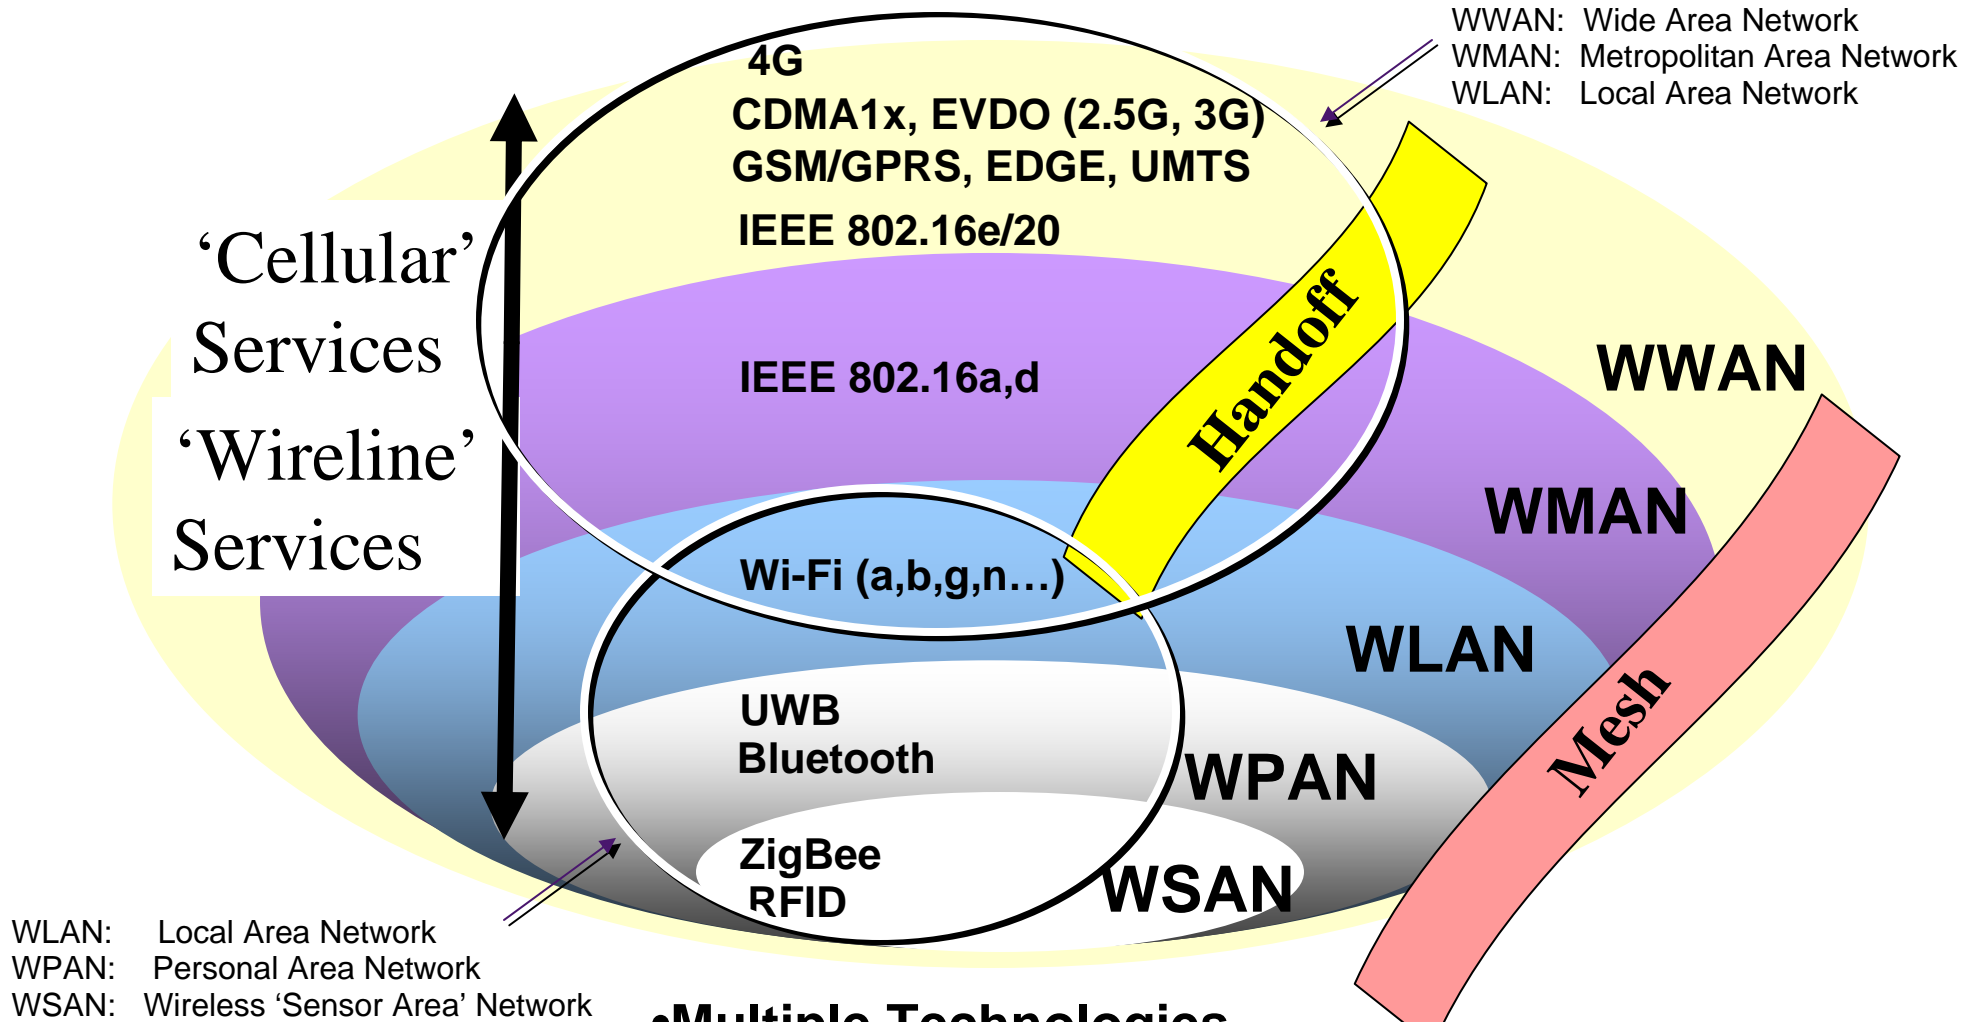 WWAN: Wide Area Network
WMAN: Metropolitan Area Network
WLAN: Local Area Network
4G
CDMA1x, EVDO (2.5G, 3G)
GSM/GPRS, EDGE, UMTS
IEEE 802.16e/20
‘Cellular’
Services
‘Wireline’
Services
IEEE 802.16a,d
Handoff
WWAN
WMAN
Wi-Fi (a,b,g,n…)
WLAN
Mesh
UWB
Bluetooth
WPAN
ZigBee
RFID
WSAN
WLAN: Local Area Network
WPAN: Personal Area Network
WSAN: Wireless ‘Sensor Area’ Network
•Multiple Technologies